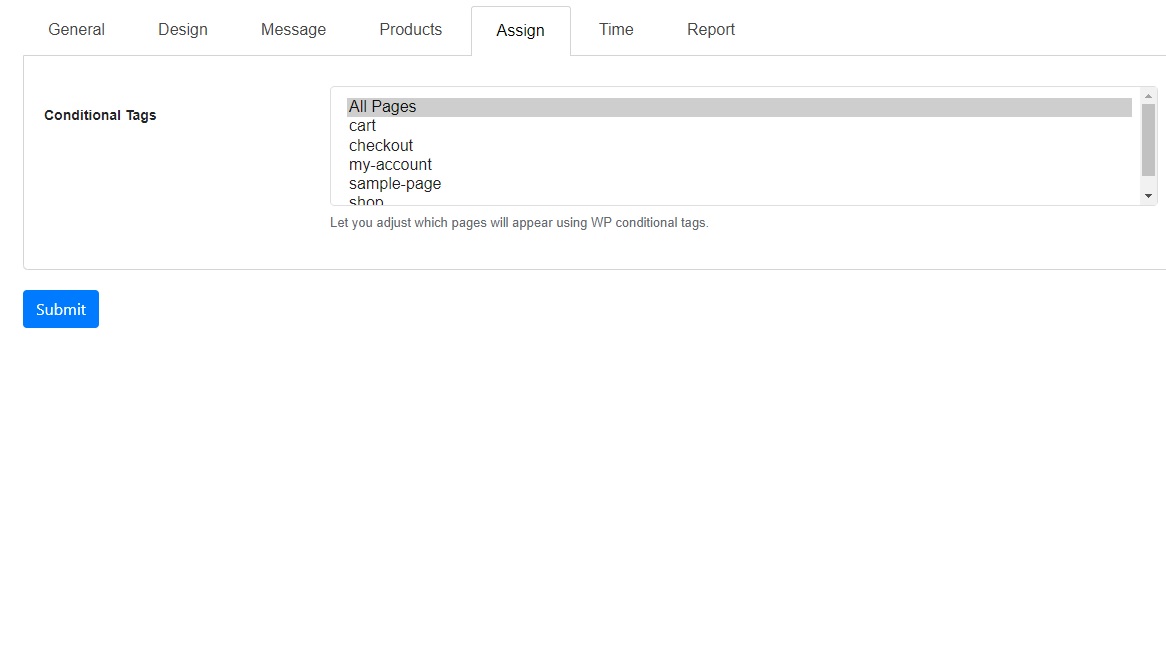 General Design Message Products Assign Time Report
Conditional Tags
All Pages
cart
checkout
my-account
sample-page
shop
Let you adjust which pages will appear using WP conditional tags.
Submit